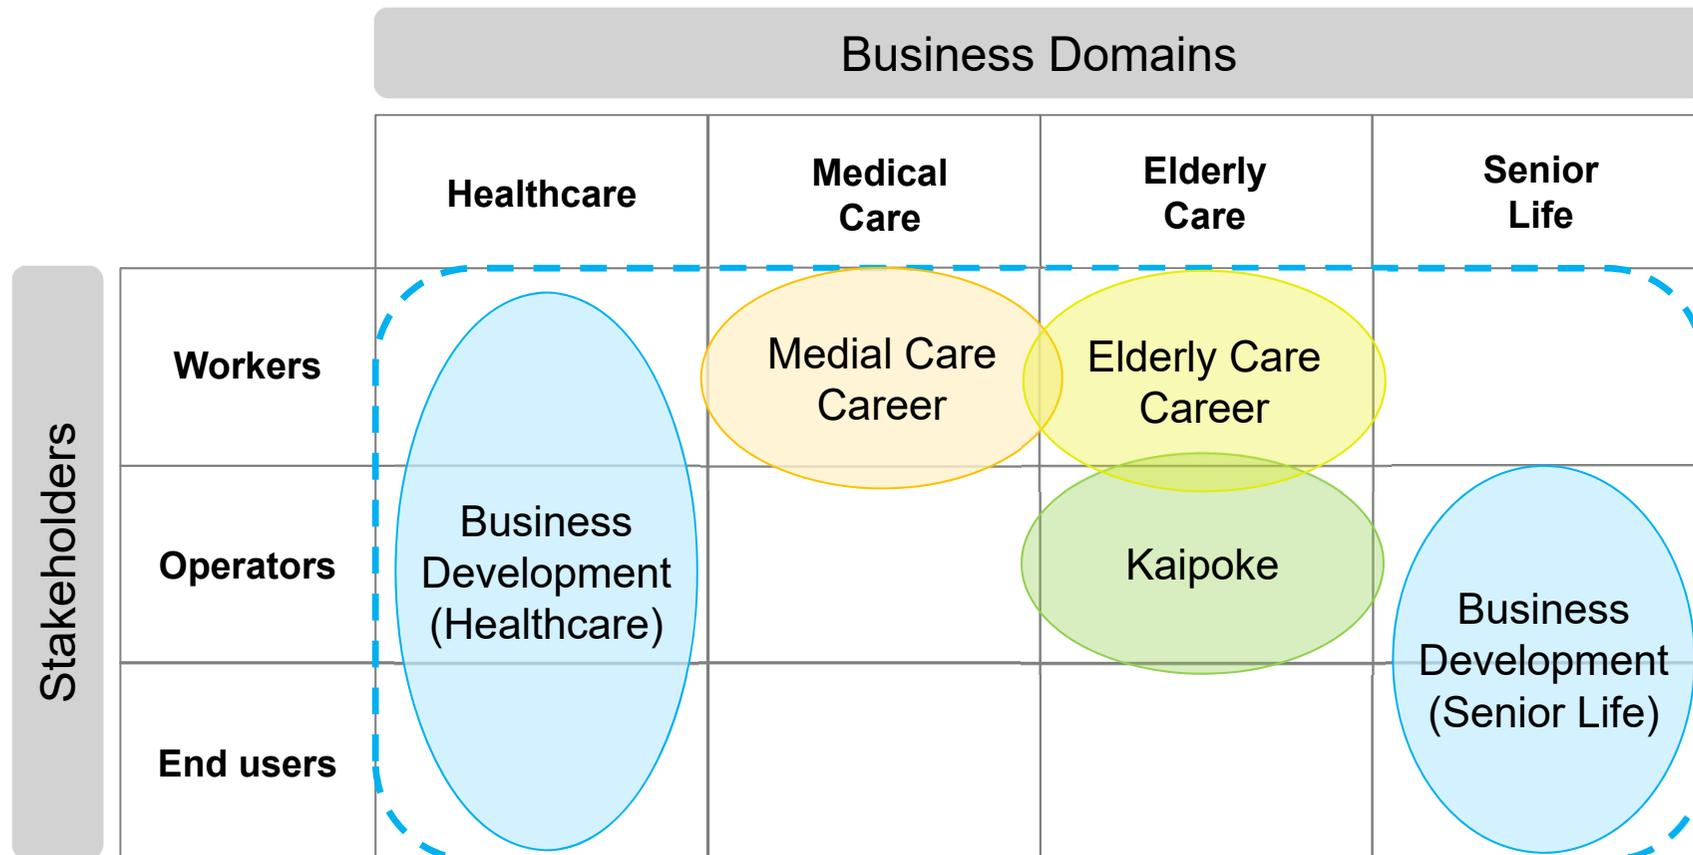 Business Domains
Healthcare
Medical
Care
Elderly
Care
Senior
Life
Stakeholders
Workers
Medial Care
Career
Elderly Care
Career
Operators
Business
Development
(Healthcare)
Kaipoke
Business
Development
(Senior Life)
End users